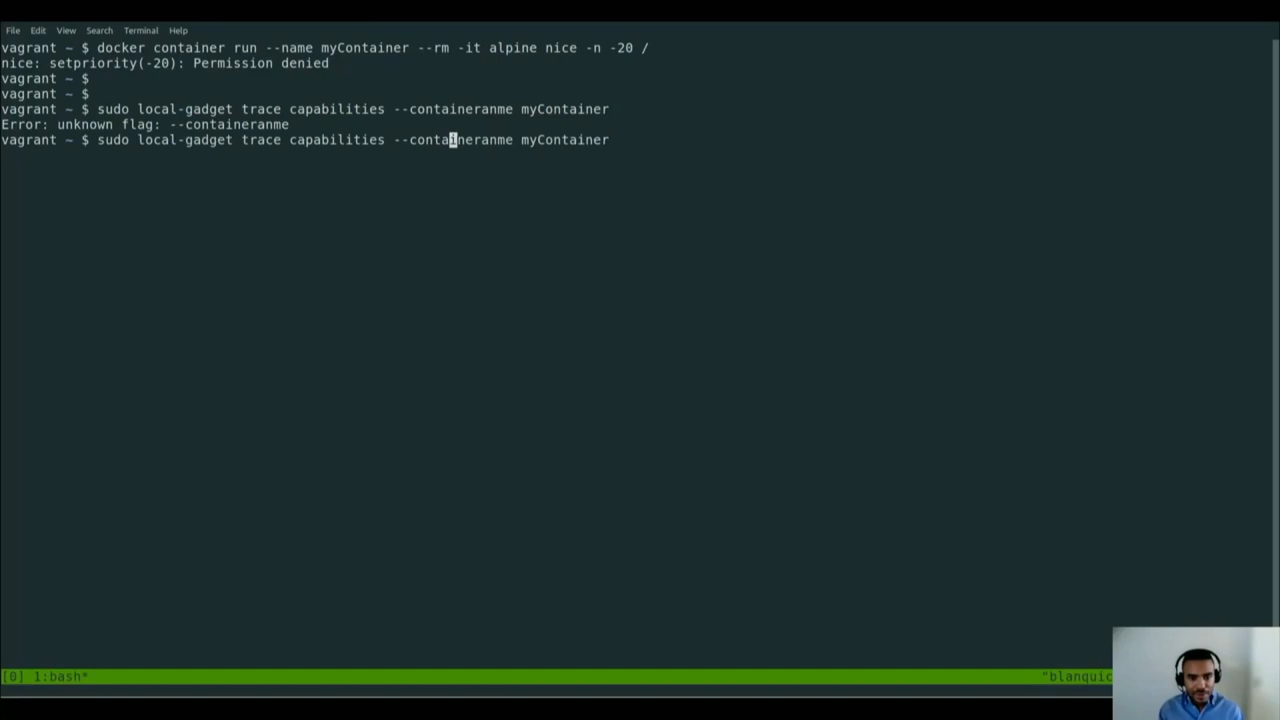 File Edit View Search Terminal Help
vagrant ~ $ docker container run --name myContainer --rm -it alpine nice -n -20 /
nice: setpriority(-20): Permission denied
vagrant ~ $
vagrant ~ $
vagrant ~ $ sudo local-gadget trace capabilities --containeranme myContainer
Error: unknown flag: --containeranme
vagrant ~ $ sudo local-gadget trace capabilities --containeranme myContainer
[0] 1:bash* "blanquic